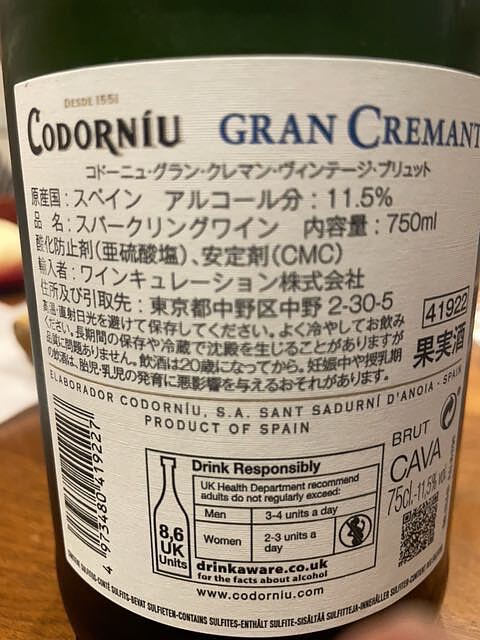 DESDE 1551
CODORNÍU GRAN CREMANT
コドーニュ・グラン・クレマン・ヴィンテージ・ブリュット
原産国：スペイン アルコール分：11.5%
品 名：スパークリングワイン 内容量：750ml
酸化防止剤(亜硫酸塩)、安定剤(CMC)
輸入者：ワインキュレーション株式会社
住所及び引取先：東京都中野区中野 2-30-5
高温・直射日光を避けて保存してください。よく冷やしてお飲み
ください。長期間の保存や冷蔵で沈殿を生じることがありますが
品質に問題ありません。飲酒は20歳になってから。妊娠中や授乳期
の飲酒は、胎児・乳児の発育に悪影響を与えるおそれがあります。
41922
果実酒
ELABORADOR CODORNÍU, S.A. SANT SADURNÍ D'ANOIA - SPAIN
PRODUCT OF SPAIN
4 973480 419227
8,6
UK
Units
Drink Responsibly
UK Health Department recommend
adults do not regularly exceed:
Men 3-4 units a day
Women 2-3 units a
day
drinkaware.co.uk
for the facts about alcohol
www.codorniu.com
BRUT
CAVA
75cl.-11,5% vol.
CONTIENE SULFITOS-CONTÉ SULFITS-BEVAT SULFIETEN-CONTAINS SULFITES-ENTHÄLT SULFITE-SISÄLTÄÄ SULFIITTEJA-INNEHÅLLER SULFITER